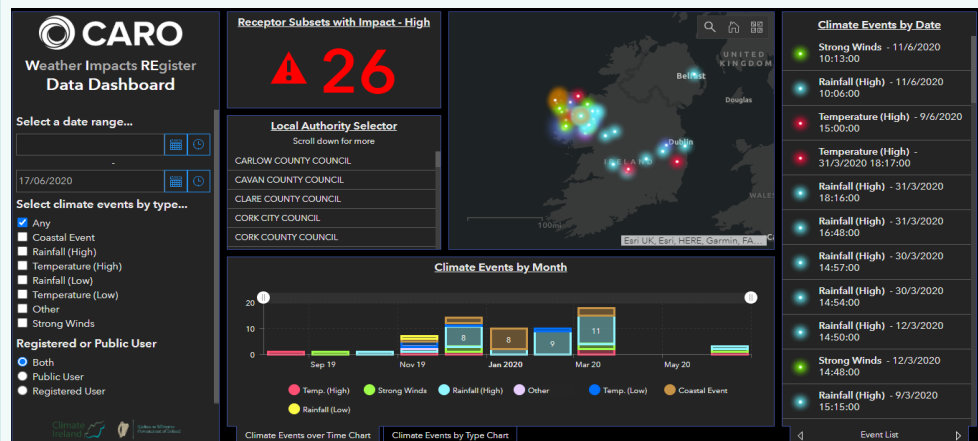 CARO
Weather Impacts REgister
Data Dashboard
Select a date range...
-
17/06/2020
Select climate events by type...
Any
Coastal Event
Rainfall (High)
Temperature (High)
Rainfall (Low)
Temperature (Low)
Other
Strong Winds
Registered or Public User
Both
Public User
Registered User
Climate
Ireland
Receptor Subsets with Impact - High
26
Local Authority Selector
Scroll down for more
CARLOW COUNTY COUNCIL
CAVAN COUNTY COUNCIL
CLARE COUNTY COUNCIL
CORK CITY COUNCIL
CORK COUNTY COUNCIL
UNITED
KINGDOM
Belfast
Douglas
Dublin
IRELAND
WALE
100mi
Esri UK, Esri, HERE, Garmin, FA...
Climate Events by Month
20
10
0
8
8
9
11
Sep 19
Nov 19
Jan 2020
Mar 20
May 20
Temp. (High)
Strong Winds
Rainfall (High)
Other
Temp. (Low)
Coastal Event
Rainfall (Low)
Climate Events over Time Chart
Climate Events by Type Chart
Climate Events by Date
Strong Winds - 11/6/2020
10:13:00
Rainfall (High) - 11/6/2020
10:06:00
Temperature (High) - 9/6/2020
15:00:00
Temperature (High) -
31/3/2020 18:17:00
Rainfall (High) - 31/3/2020
18:16:00
Rainfall (High) - 31/3/2020
16:48:00
Rainfall (High) - 30/3/2020
14:57:00
Rainfall (High) - 30/3/2020
14:54:00
Rainfall (High) - 12/3/2020
14:50:00
Strong Winds - 12/3/2020
14:48:00
Rainfall (High) - 9/3/2020
15:15:00
Event List